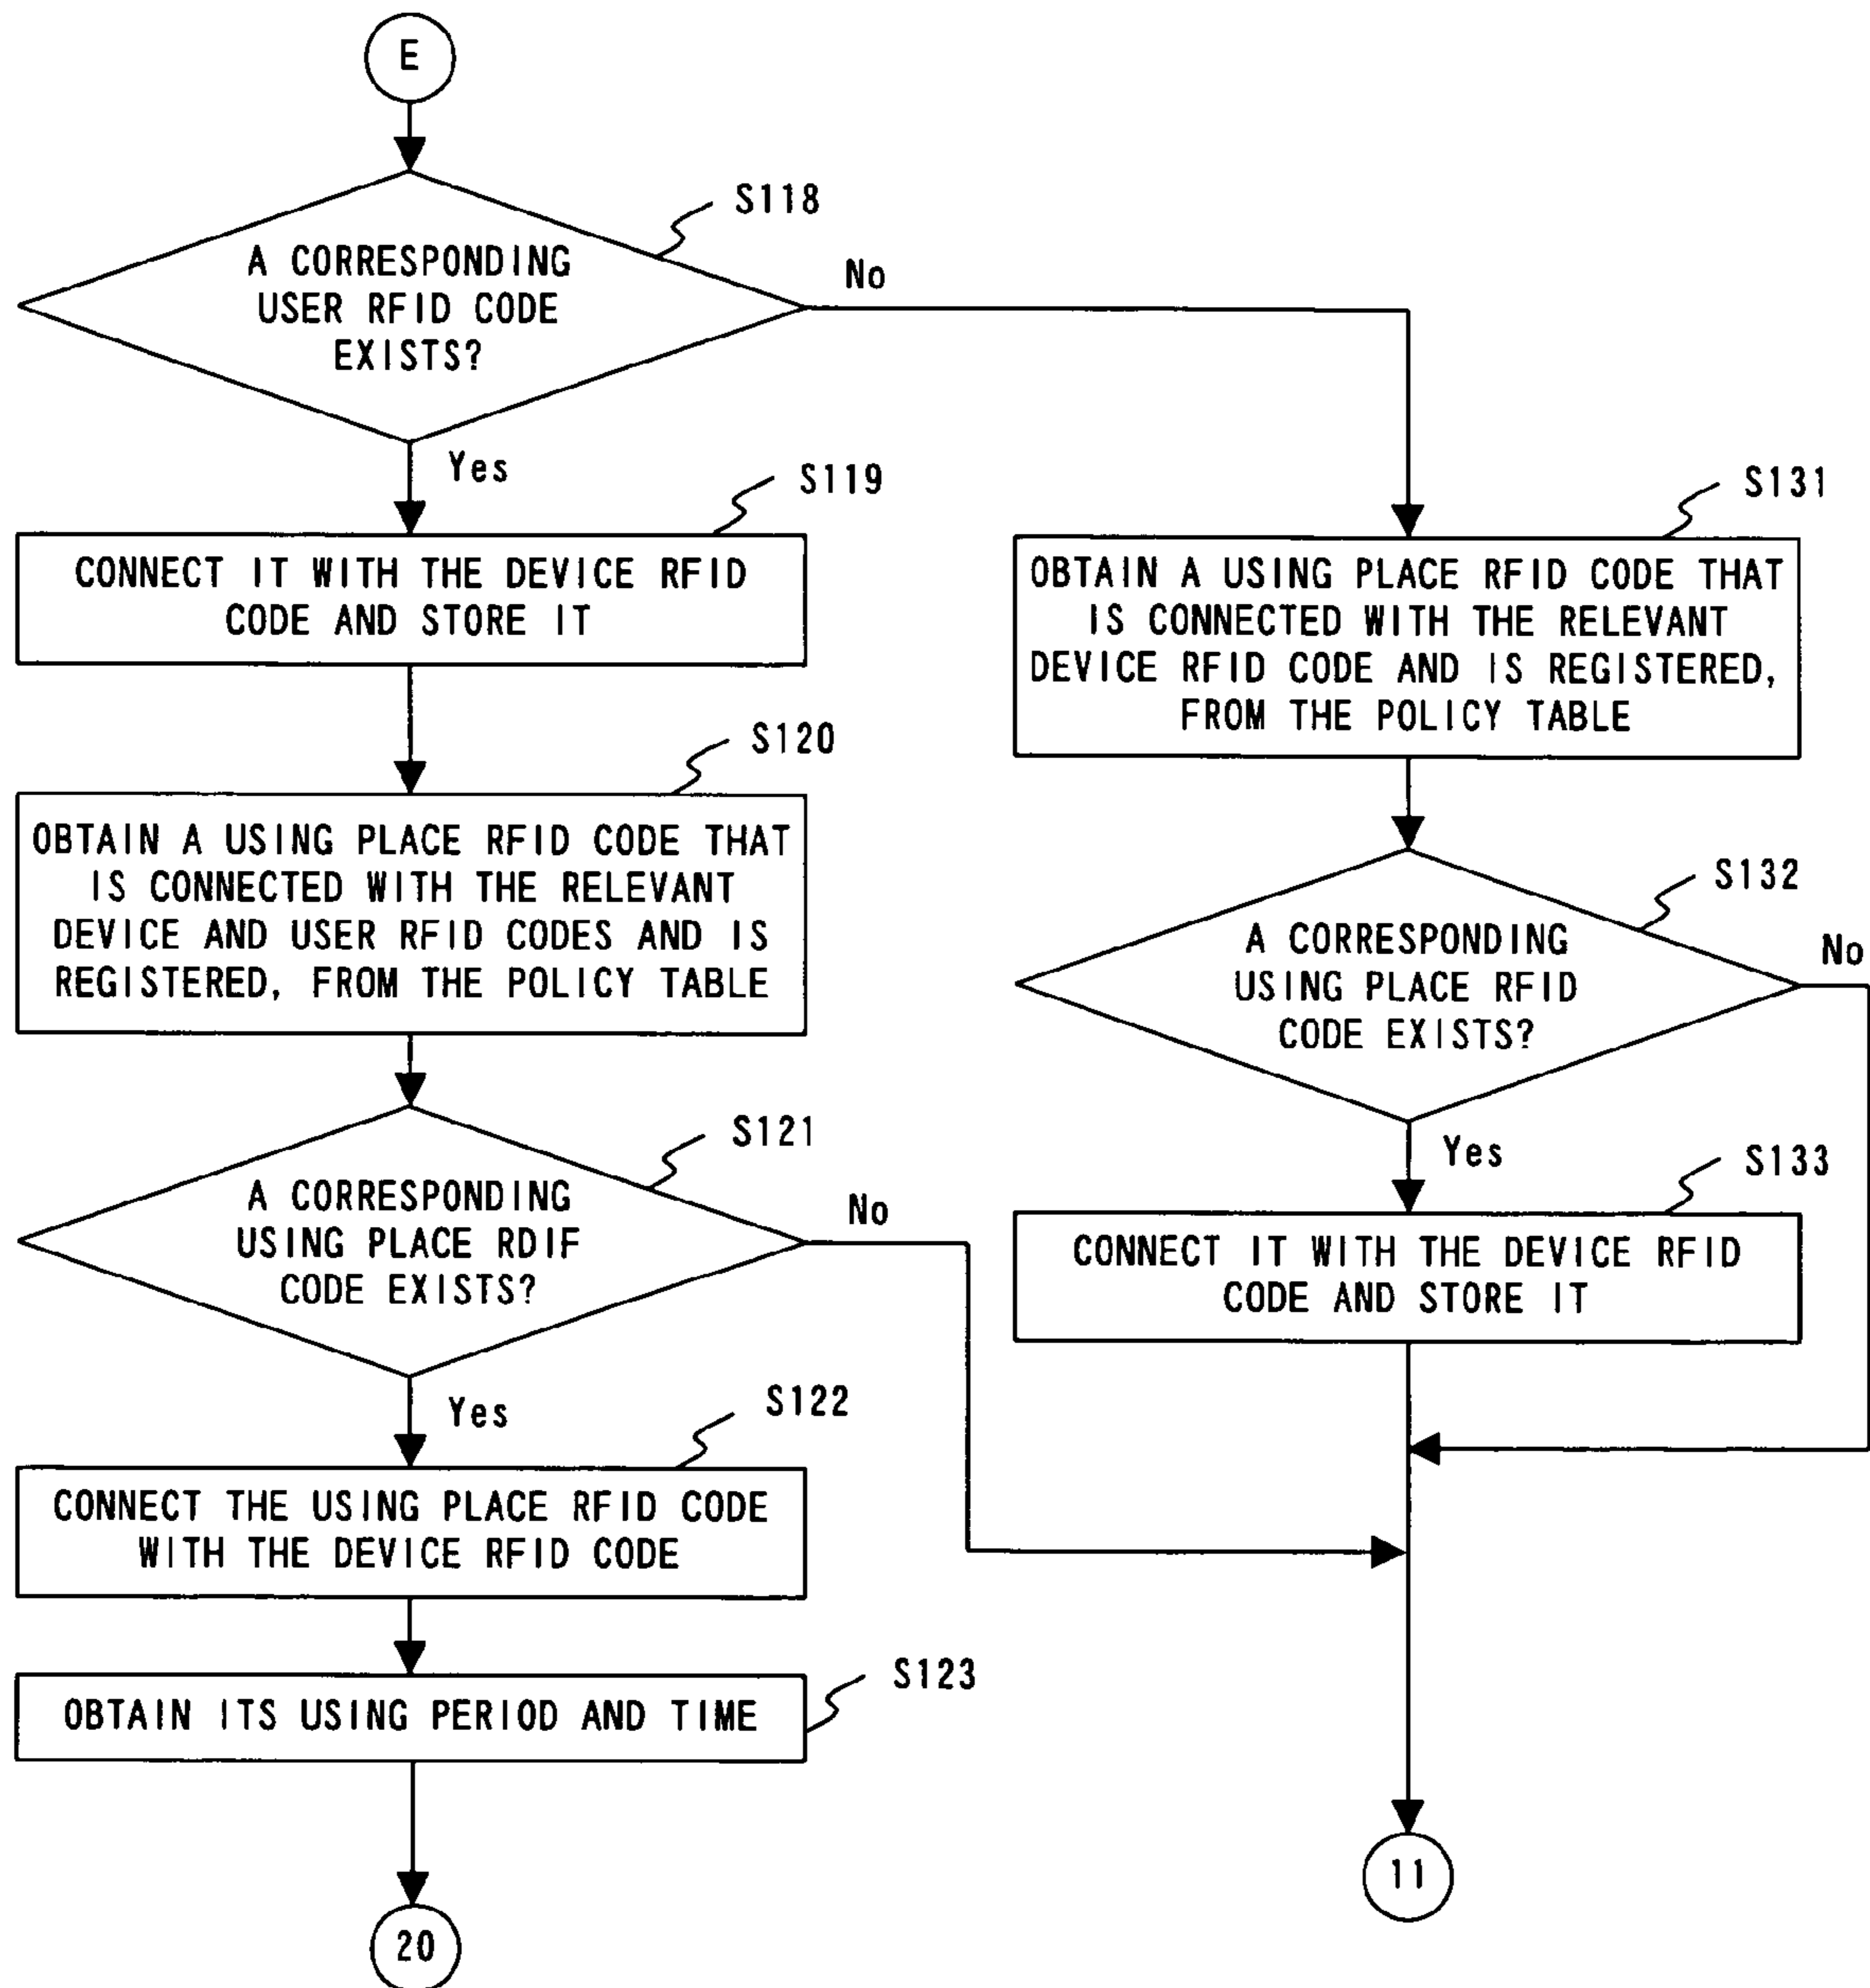 E
S118
A CORRESPONDING
USER RFID CODE
EXISTS?
No
Yes
S119
CONNECT IT WITH THE DEVICE RFID
CODE AND STORE IT
S120
OBTAIN A USING PLACE RFID CODE THAT
IS CONNECTED WITH THE RELEVANT
DEVICE AND USER RFID CODES AND IS
REGISTERED, FROM THE POLICY TABLE
S121
A CORRESPONDING
USING PLACE RDIF
CODE EXISTS?
No
Yes
S122
CONNECT THE USING PLACE RFID CODE
WITH THE DEVICE RFID CODE
S123
OBTAIN ITS USING PERIOD AND TIME
20
S131
OBTAIN A USING PLACE RFID CODE THAT
IS CONNECTED WITH THE RELEVANT
DEVICE RFID CODE AND IS REGISTERED,
FROM THE POLICY TABLE
S132
A CORRESPONDING
USING PLACE RFID
CODE EXISTS?
No
Yes
S133
CONNECT IT WITH THE DEVICE RFID
CODE AND STORE IT
11